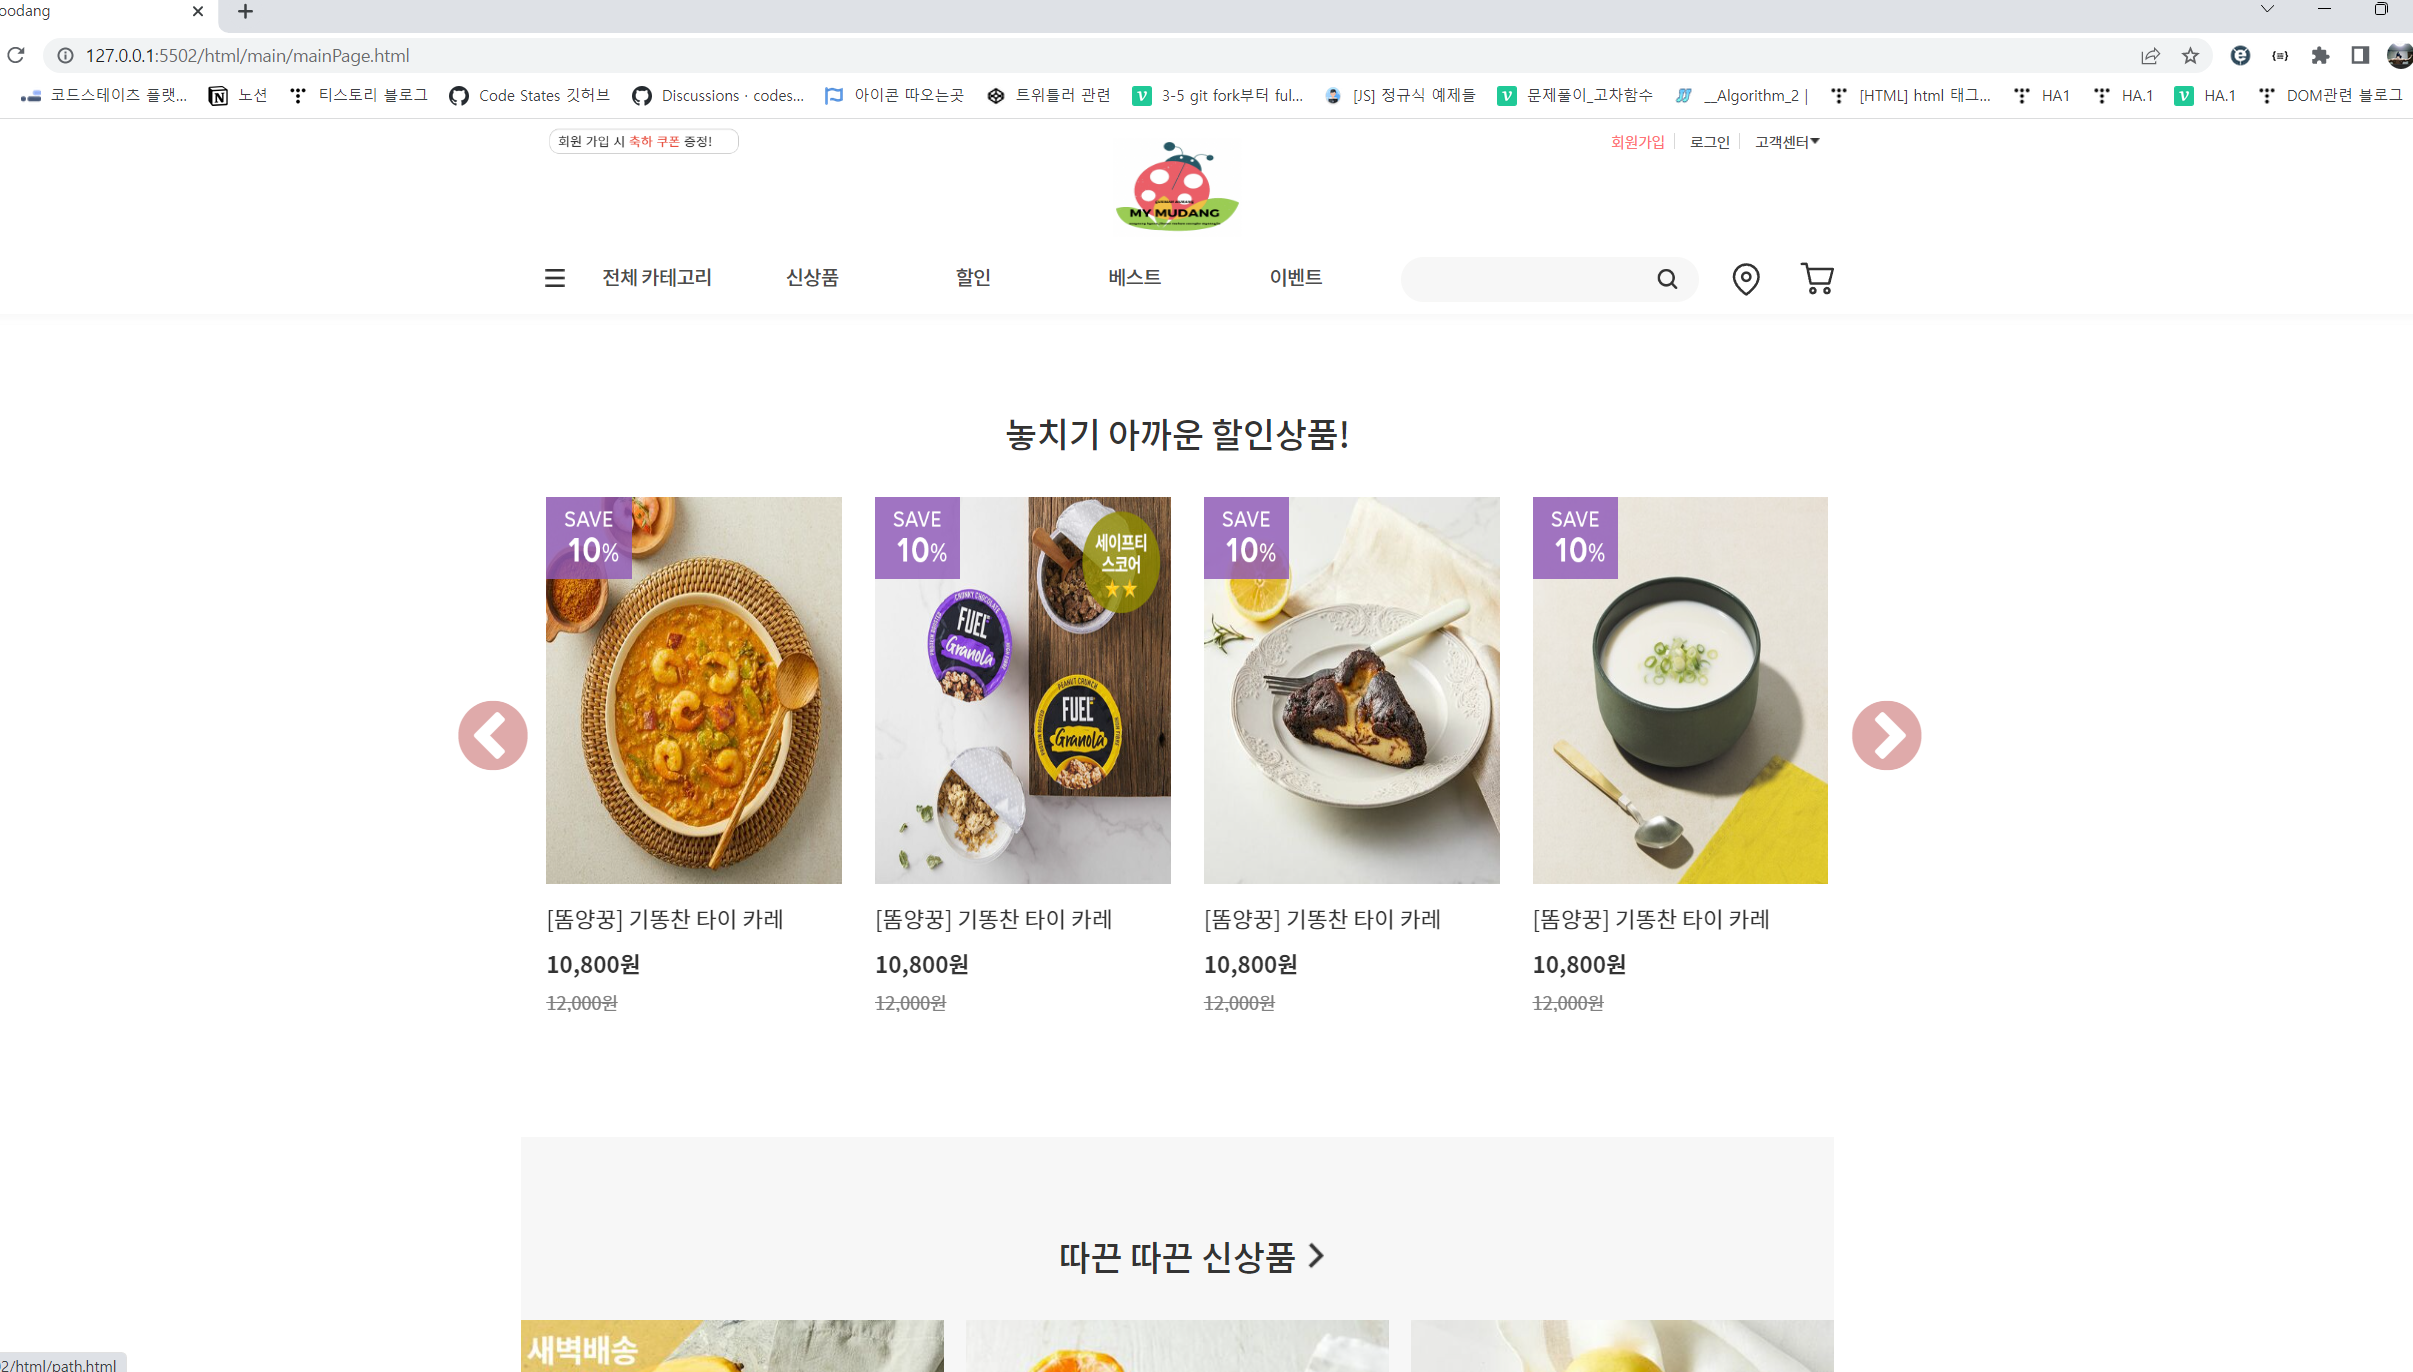 oodang
127.0.0.1:5502/html/main/mainPage.html
코드스테이즈 플랫... 노션 티스토리 블로그 Code States 깃허브 Discussions · codes... 아이콘 따오는곳 트위틀러 관련 3-5 git fork부터 ful... [JS] 정규식 예제들 문제풀이_고차함수 __Algorithm_2 | [HTML] html 태그... HA1 HA.1 HA.1 DOM관련 블로그
회원 가입 시 축하 쿠폰 증정! 회원가입 로그인 고객센터
MY MUDANG
전체 카테고리 신상품 할인 베스트 이벤트
놓치기 아까운 할인상품!
SAVE 10%
SAVE 10%
세이프티
스코어
CHUNKY CHOCOLATE
FUEL
Granola
PEANUT CRUNCH
FUEL
Granola
SAVE 10%
SAVE 10%
[똠양꿍] 기똥찬 타이 카레 [똠양꿍] 기똥찬 타이 카레 [똠양꿍] 기똥찬 타이 카레 [똠양꿍] 기똥찬 타이 카레
10,800원 10,800원 10,800원 10,800원
12,000원 12,000원 12,000원 12,000원
따끈 따끈 신상품
새벽배송
2/html/path.html